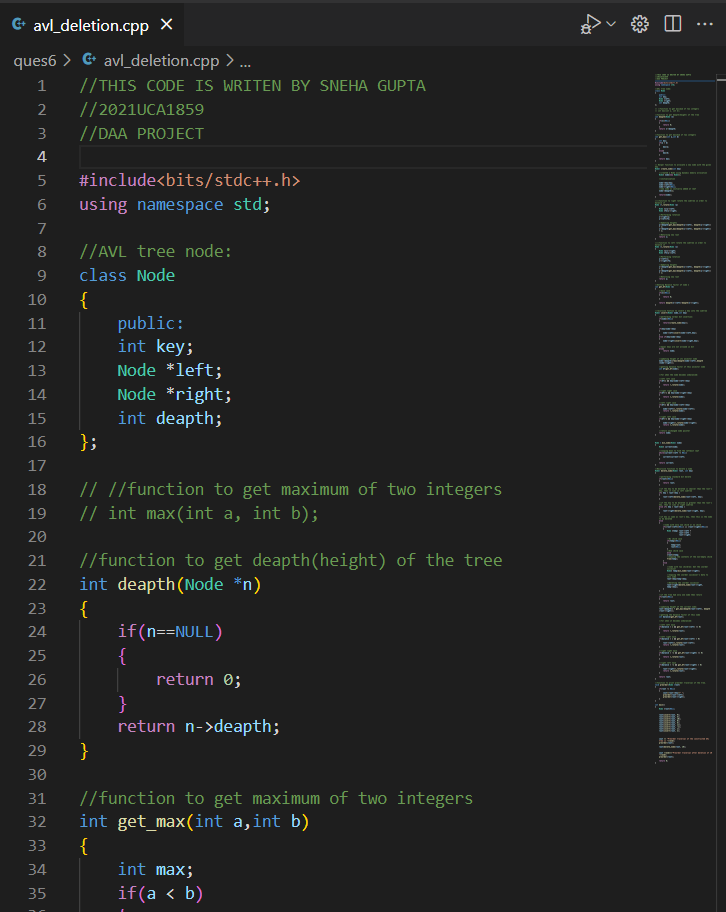 avl_deletion.cpp
ques6 > avl_deletion.cpp > ...
1 //THIS CODE IS WRITEN BY SNEHA GUPTA
2 //2021UCA1859
3 //DAA PROJECT
4
5 #include<bits/stdc++.h>
6 using namespace std;
7
8 //AVL tree node:
9 class Node
10 {
11     public:
12     int key;
13     Node *left;
14     Node *right;
15     int deapth;
16 };
17
18 // //function to get maximum of two integers
19 // int max(int a, int b);
20
21 //function to get deapth(height) of the tree
22 int deapth(Node *n)
23 {
24     if(n==NULL)
25     {
26         return 0;
27     }
28     return n->deapth;
29 }
30
31 //function to get maximum of two integers
32 int get_max(int a,int b)
33 {
34     int max;
35     if(a < b)